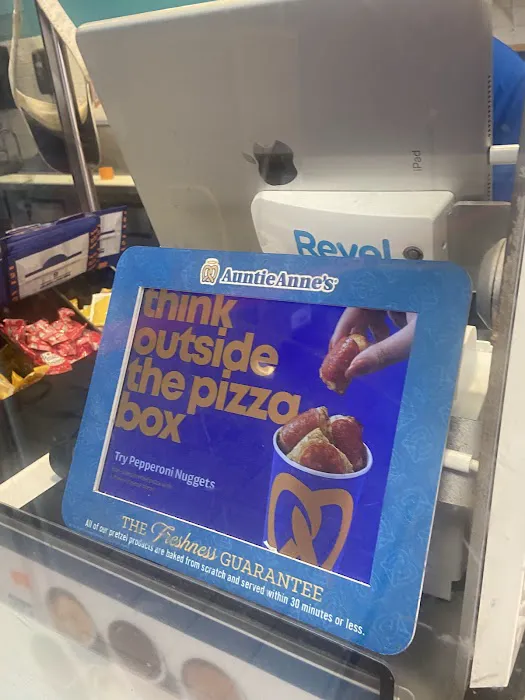 iPad
Revel
AuntieAnne's
think
outside
the pizza
box
Try Pepperoni Nuggets
THE Freshness GUARANTEE
All of our pretzel products are baked from scratch and served within 30 minutes or less.